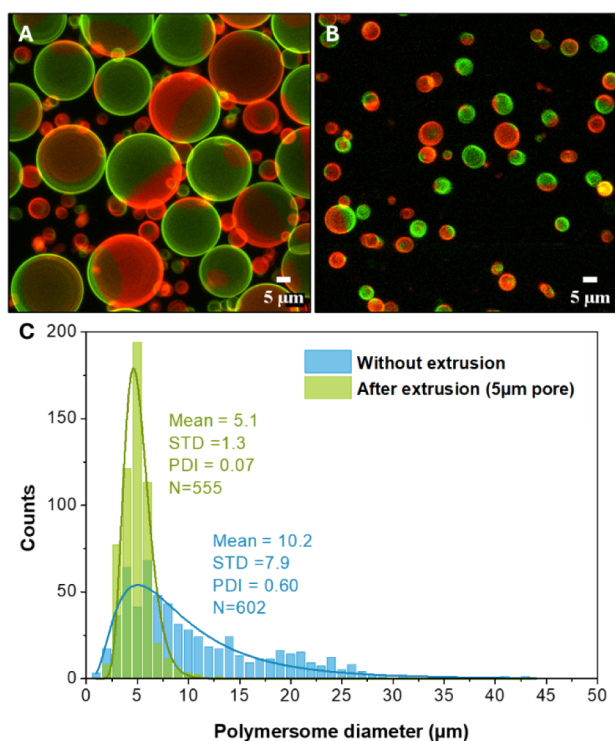 A
B
5 μm
5 μm
C
200
150
100
50
0
Counts
Without extrusion
After extrusion (5μm pore)
Mean = 5.1
STD =1.3
PDI = 0.07
N=555
Mean = 10.2
STD =7.9
PDI = 0.60
N=602
0 5 10 15 20 25 30 35 40 45 50
Polymersome diameter (μm)